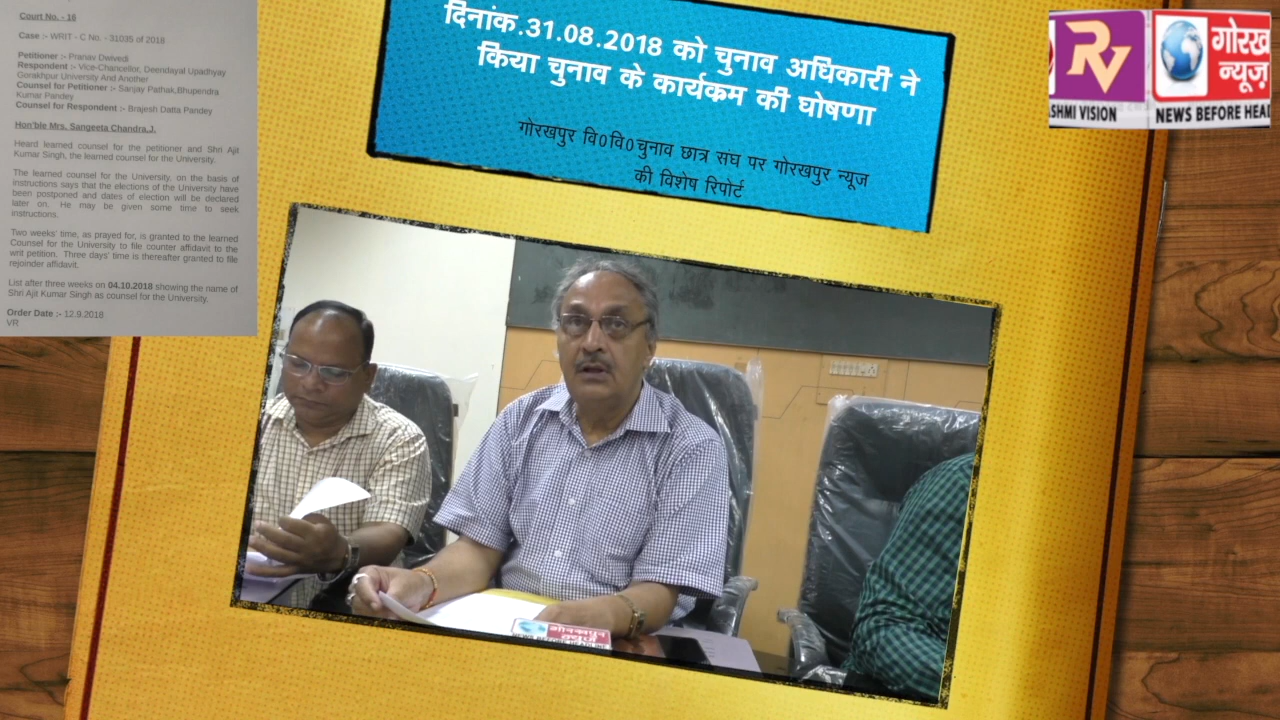 Court No. - 16
Case :- WRIT - C No. - 31035 of 2018
Petitioner :- Pranav Dwivedi
Respondent :- Vice-Chancellor, Deendayal Upadhyay
Gorakhpur University And Another
Counsel for Petitioner :- Sanjay Pathak,Bhupendra
Kumar Pandey
Counsel for Respondent :- Brajesh Datta Pandey
Hon'ble Mrs. Sangeeta Chandra,J.
Heard learned counsel for the petitioner and Shri Ajit
Kumar Singh, the learned counsel for the University.
The learned counsel for the University, on the basis of
instructions says that the elections of the University have
been postponed and dates of election will be declared
later on. He may be given some time to seek
instructions.
Two weeks' time, as prayed for, is granted to the learned
Counsel for the University to file counter affidavit to the
writ petition. Three days' time is thereafter granted to file
rejoinder affidavit.
List after three weeks on 04.10.2018 showing the name of
Shri Ajit Kumar Singh as counsel for the University.
Order Date :- 12.9.2018
VR
दिनांक.31.08.2018 को चुनाव अधिकारी ने
किया चुनाव के कार्यक्रम की घोषणा
गोरखपुर वि0वि0चुनाव छात्र संघ पर गोरखपुर न्यूज
की विशेष रिपोर्ट
RV
SHMI VISION
गोरख
न्यूज़
NEWS BEFORE HEAD
गोरखपुर
न्यूज़
NEWS BEFORE HEADLINE